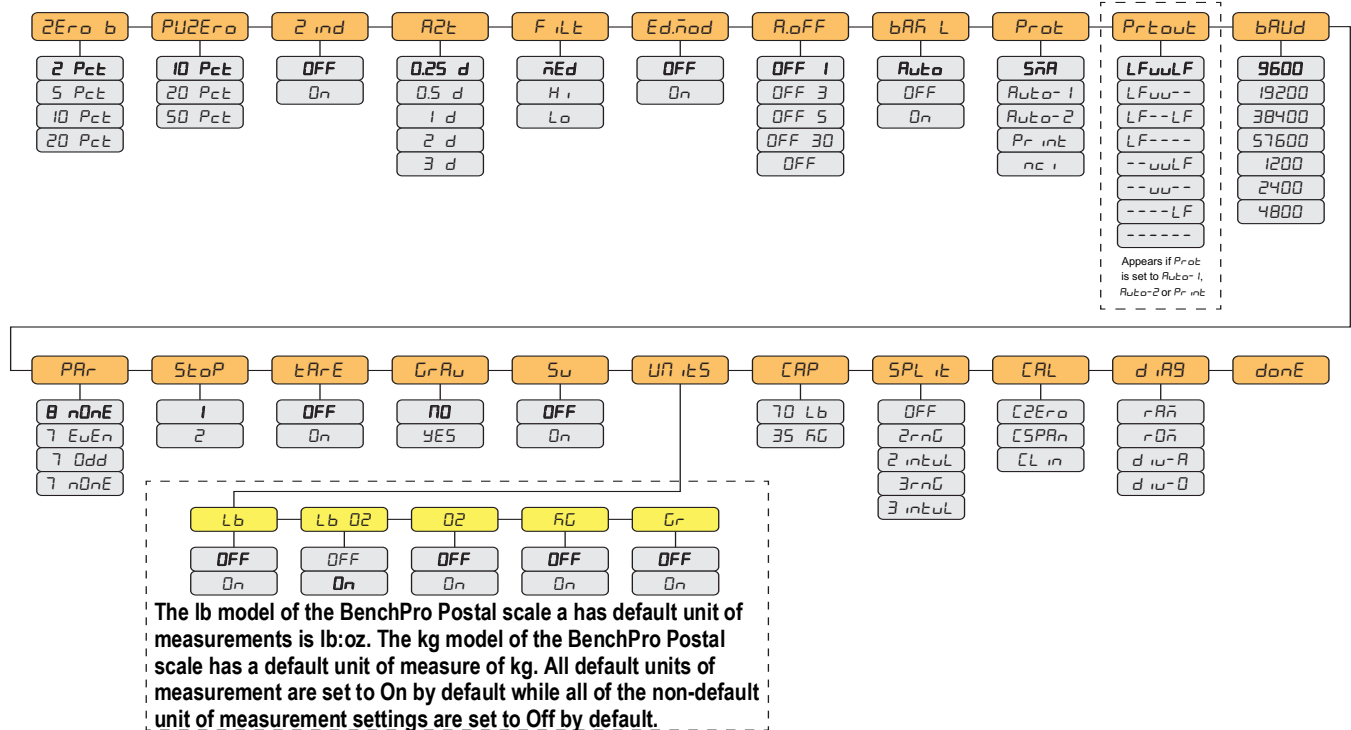 ZEro b PUZEro Z ind AZt FiLt Ed.mod A.oFF bAK L Prot Prtout bAUd
2 Pct 10 Pct OFF 0.25 d mEd OFF OFF 1 Auto SmA LFuuLF 9600
5 Pct 20 Pct On 0.5 d Hi On OFF 3 OFF Auto-1 LFuu-- 19200
10 Pct 50 Pct 1 d Lo OFF 5 On Auto-2 LF--LF 38400
20 Pct 2 d OFF 30 Print LF---- 57600
3 d OFF nci --uuLF 1200
--uu-- 2400
----LF 4800
------
Appears if Prot
is set to Auto-1,
Auto-2 or Print
PAr StoP tArE GrAv Sv UNitS CAP SPLit CAL diAg donE
8 nOnE 1 OFF NO OFF 70 Lb OFF CZEro rAm
7 EvEn 2 On YES On 35 KG 2rnG CSPAn rOm
7 Odd 2 intvL CLin div-A
7 nOnE 3rnG div-O
3 intvL
Lb Lb OZ OZ KG Gr
OFF OFF OFF OFF OFF
On On On On On
The lb model of the BenchPro Postal scale a has default unit of
measurements is lb:oz. The kg model of the BenchPro Postal
scale has a default unit of measure of kg. All default units of
measurement are set to On by default while all of the non-default
unit of measurement settings are set to Off by default.